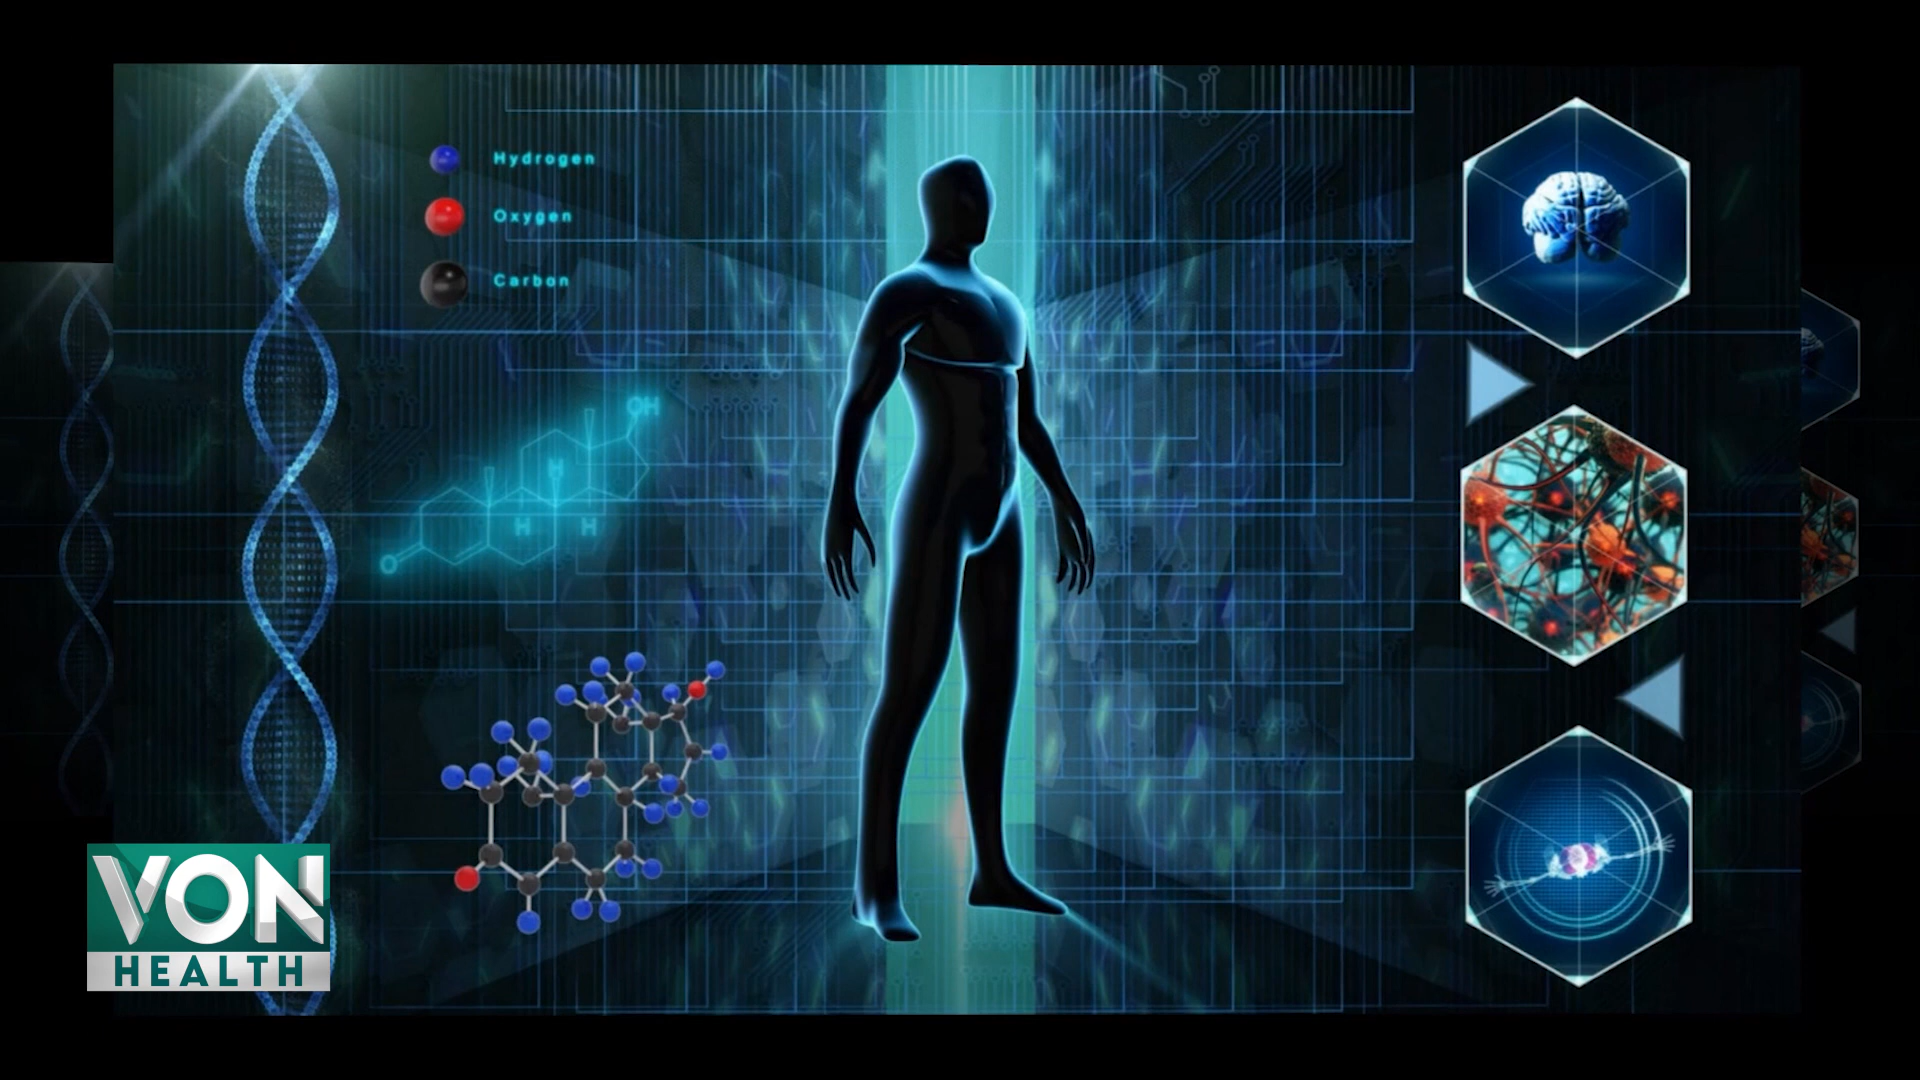 Hydrogen
Oxygen
Carbon
OH
H
H
H
O
VON
HEALTH